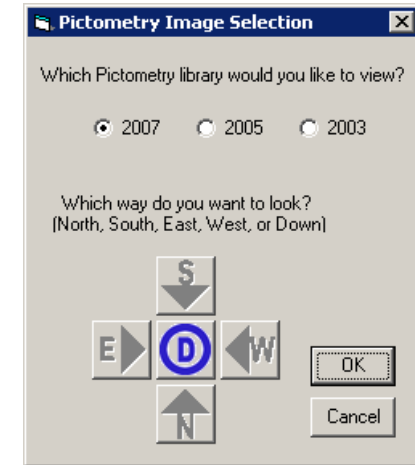 Pictometry Image Selection
Which Pictometry library would you like to view?
2007 2005 2003
Which way do you want to look?
(North, South, East, West, or Down)
S
E D W
OK
N
Cancel